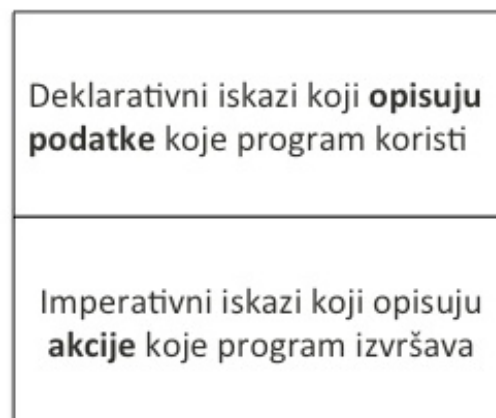 Deklarativni iskazi koji opisuju
podatke koje program koristi
Imperativni iskazi koji opisuju
akcije koje program izvršava